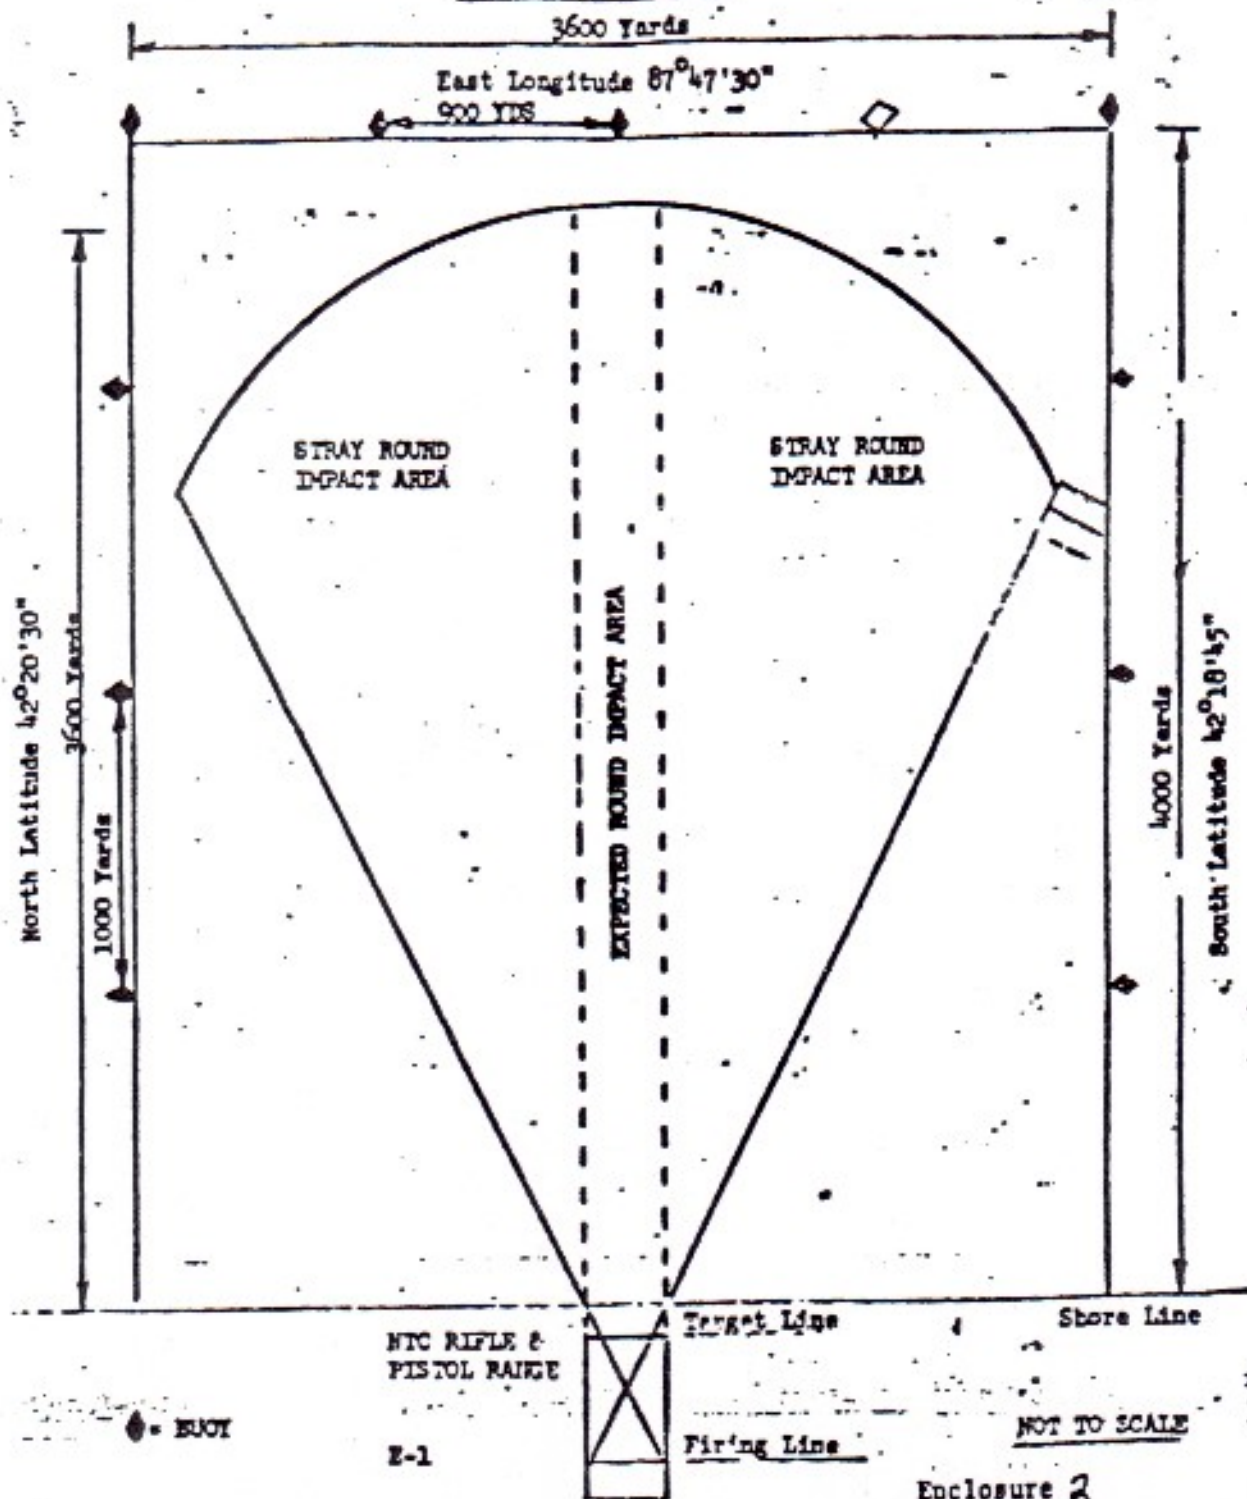 3600 Yards
East Longitude 87°47'30"
900 YDS
STRAY ROUND
IMPACT AREA
STRAY ROUND
IMPACT AREA
EXPECTED ROUND IMPACT AREA
North Latitude 42°20'30"
3600 Yards
1000 Yards
4000 Yards
South Latitude 42°18'45"
Target Line
Shore Line
NTC RIFLE &
PISTOL RANGE
= BUOY
E-1
Firing Line
NOT TO SCALE
Enclosure 2